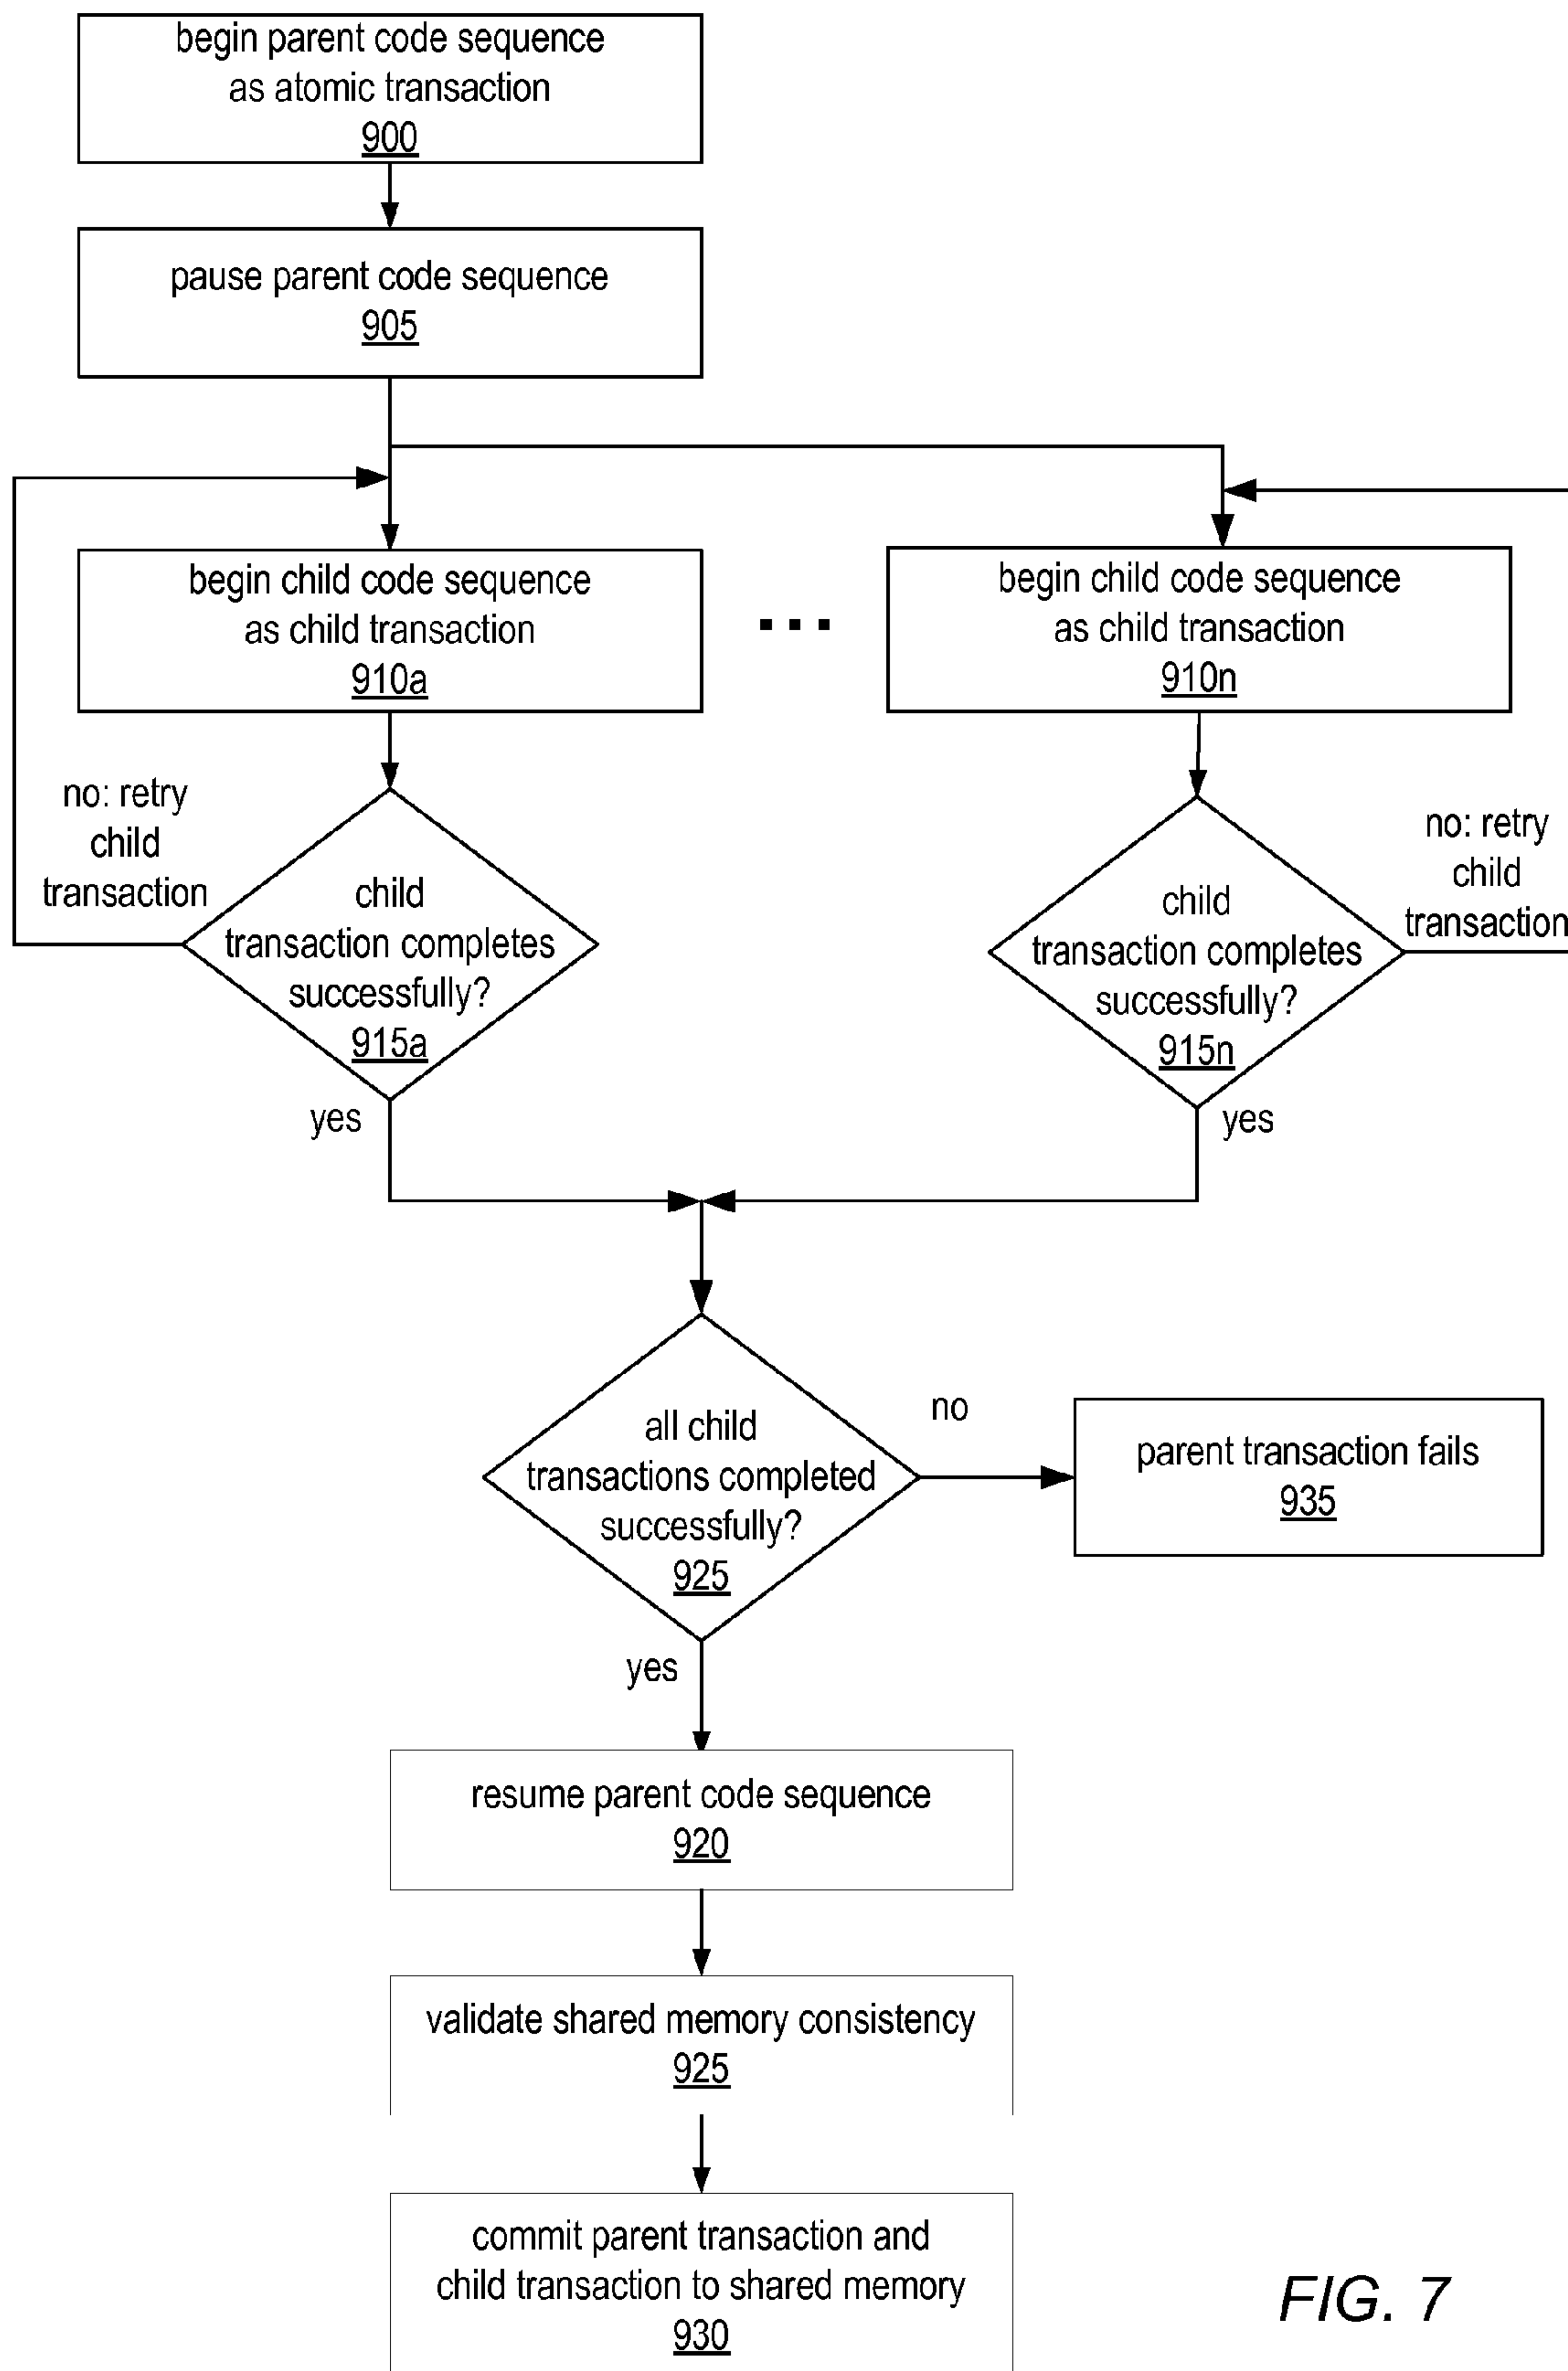 begin parent code sequence
as atomic transaction
900
pause parent code sequence
905
begin child code sequence
as child transaction
910a
...
begin child code sequence
as child transaction
910n
no: retry
child
transaction
child
transaction completes
successfully?
915a
yes
child
transaction completes
successfully?
915n
no: retry
child
transaction
yes
all child
transactions completed
successfully?
925
no
parent transaction fails
935
yes
resume parent code sequence
920
validate shared memory consistency
925
commit parent transaction and
child transaction to shared memory
930
FIG. 7